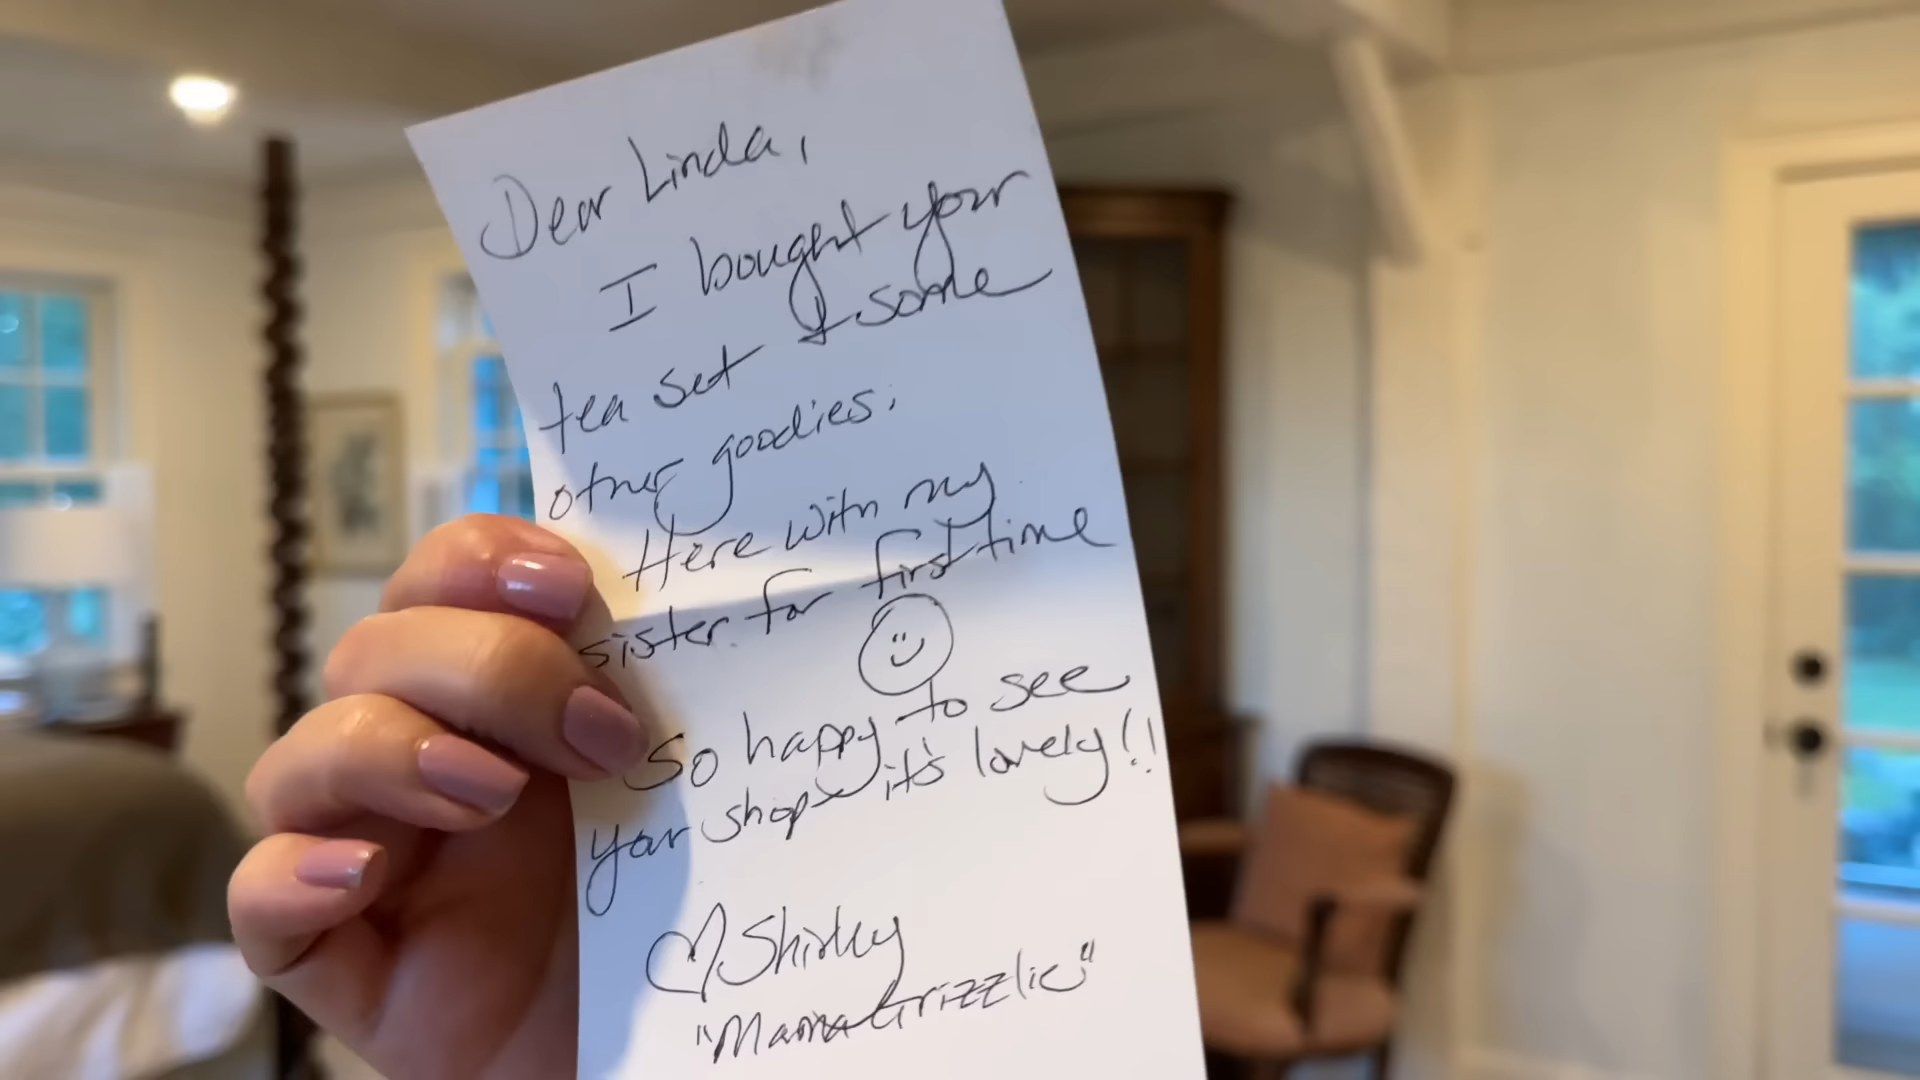 Dear Linda,
I bought your
tea set & some
other goodies.
Here with my
sister for first time
So happy to see
your shop - it's lovely!!
♡ Shirley
"MamaGrizzlie"